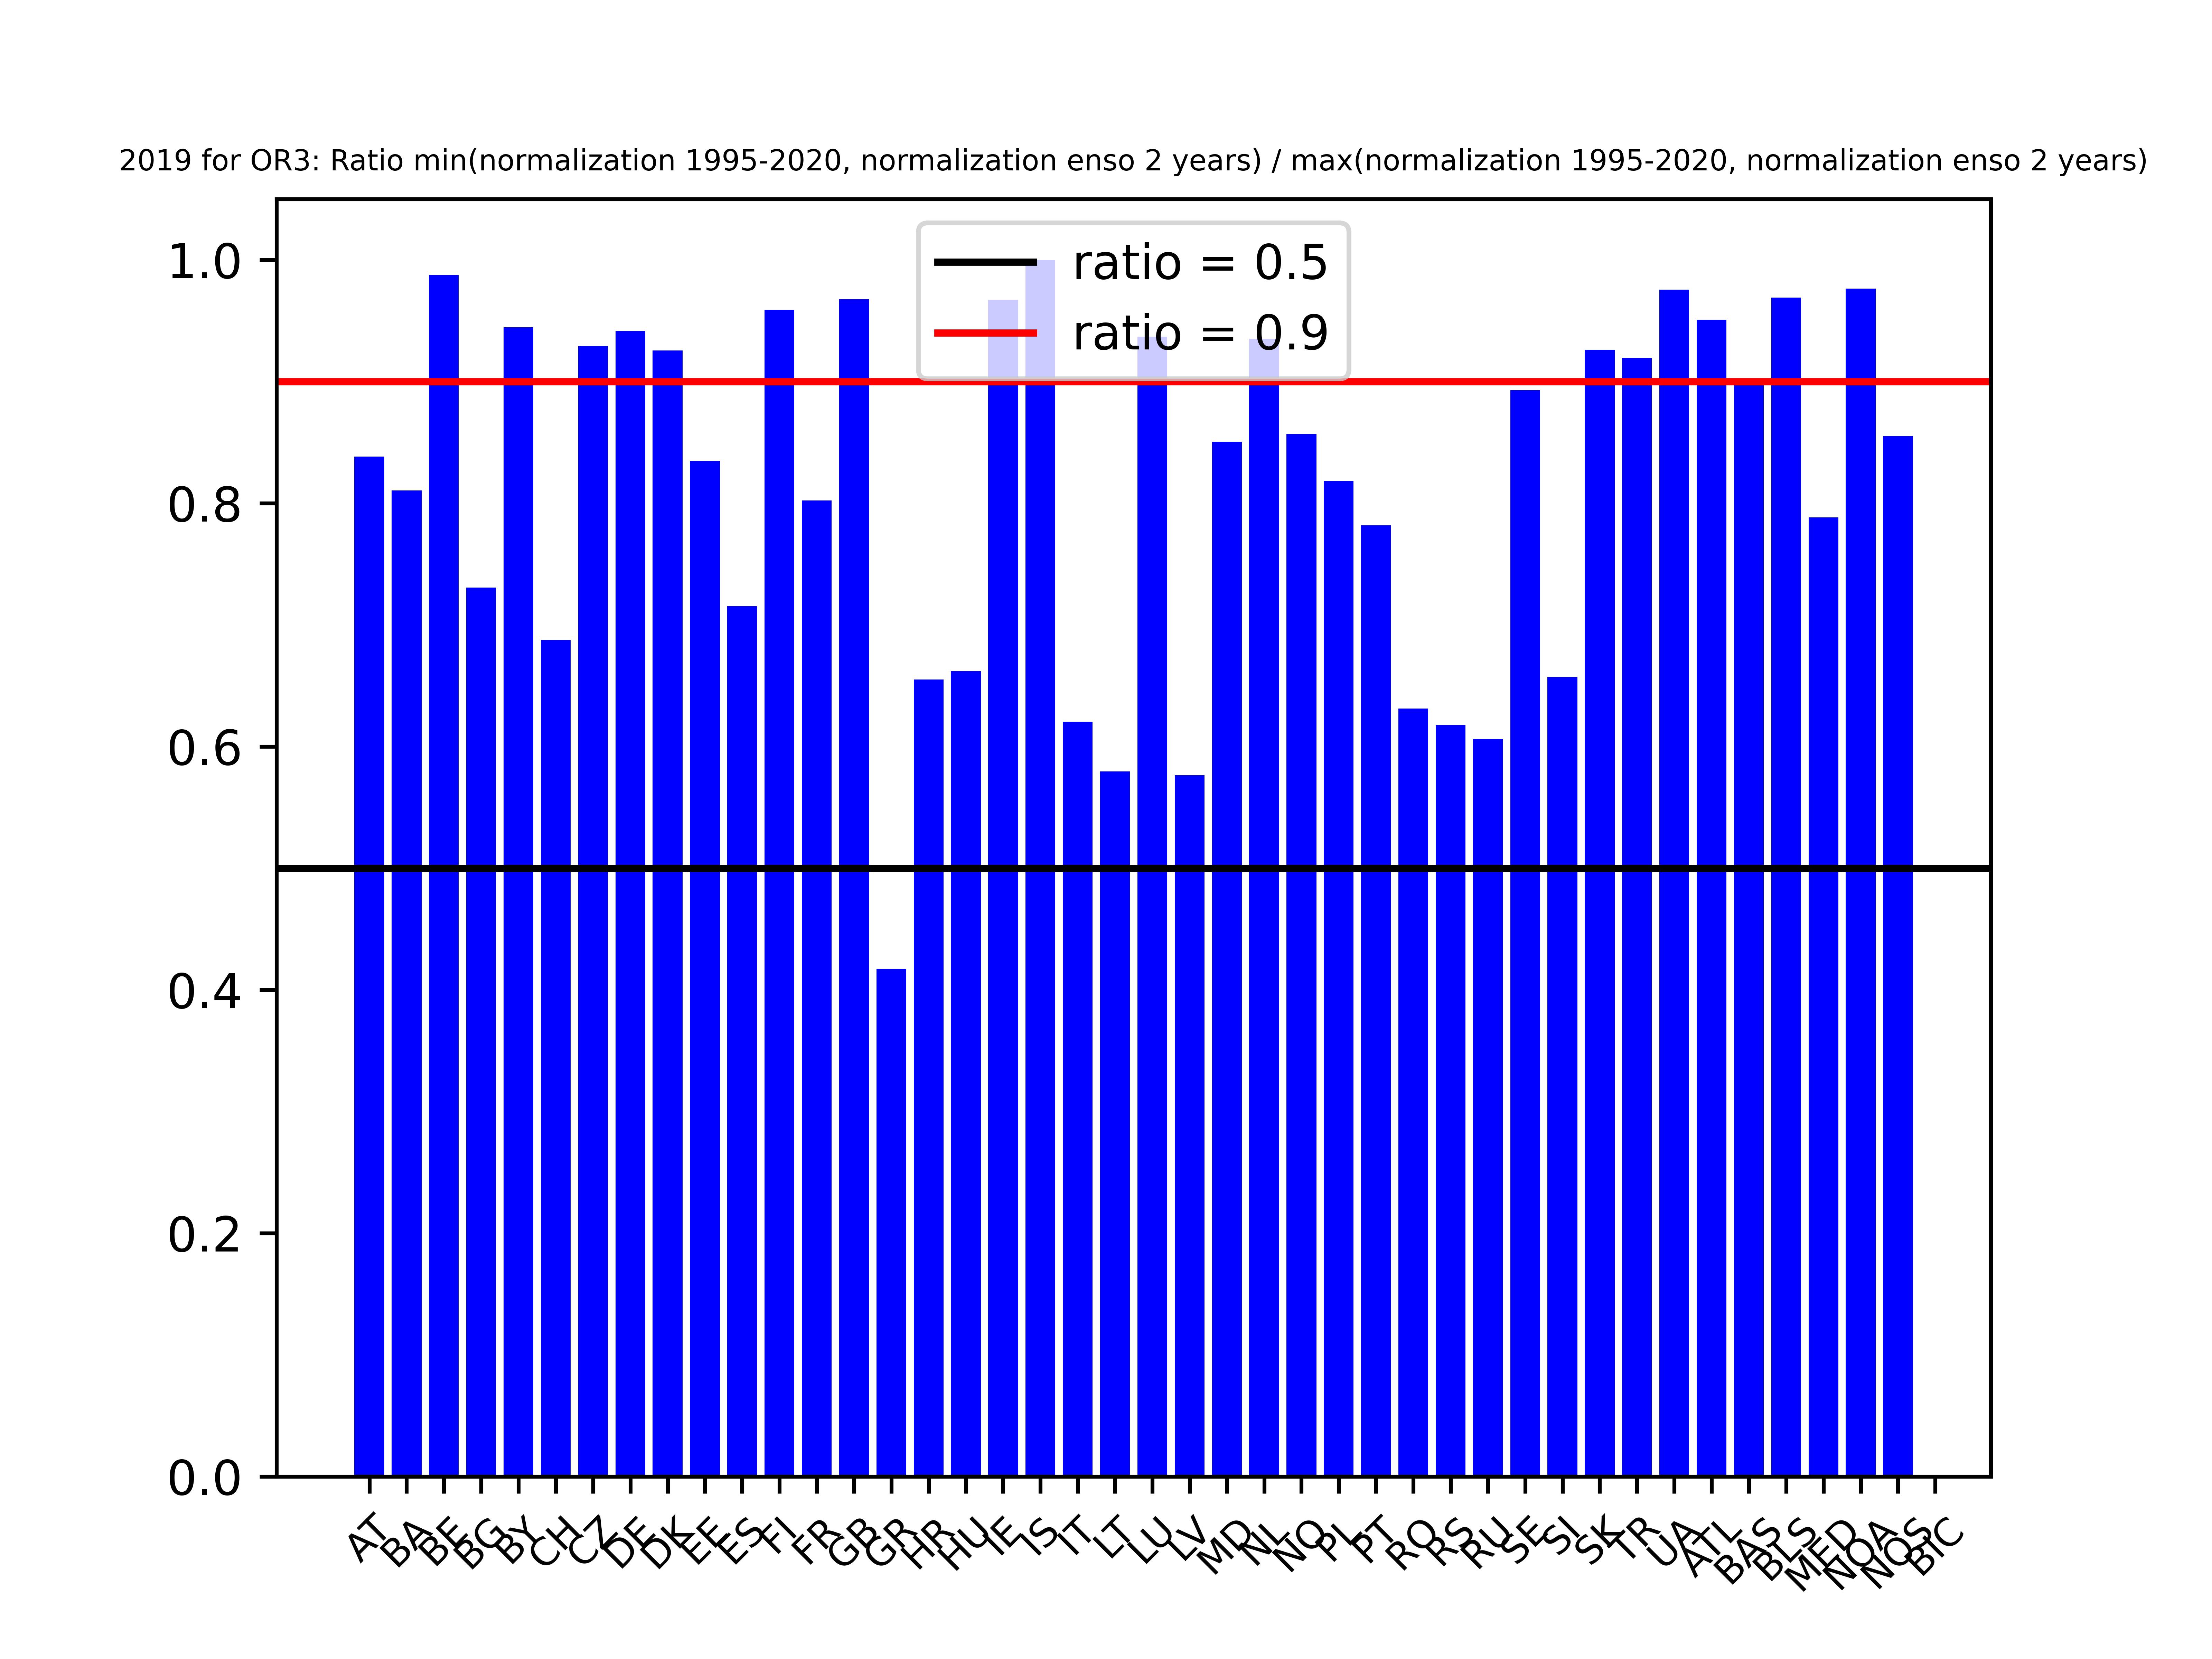 2019 for OR3: Ratio min(normalization 1995-2020, normalization enso 2 years) / max(normalization 1995-2020, normalization enso 2 years)
ratio = 0.5
ratio = 0.9
1.0
0.8
0.6
0.4
0.2
0.0
AT BA BE BG BY CH CZ DE DK EE ES FI FR GB GR HR HU IE IS IT LT LU LV MD NL NO PL PT RO RS RU SE SI SK TR UA ATL BAS BLS MED NOA NOS BIC